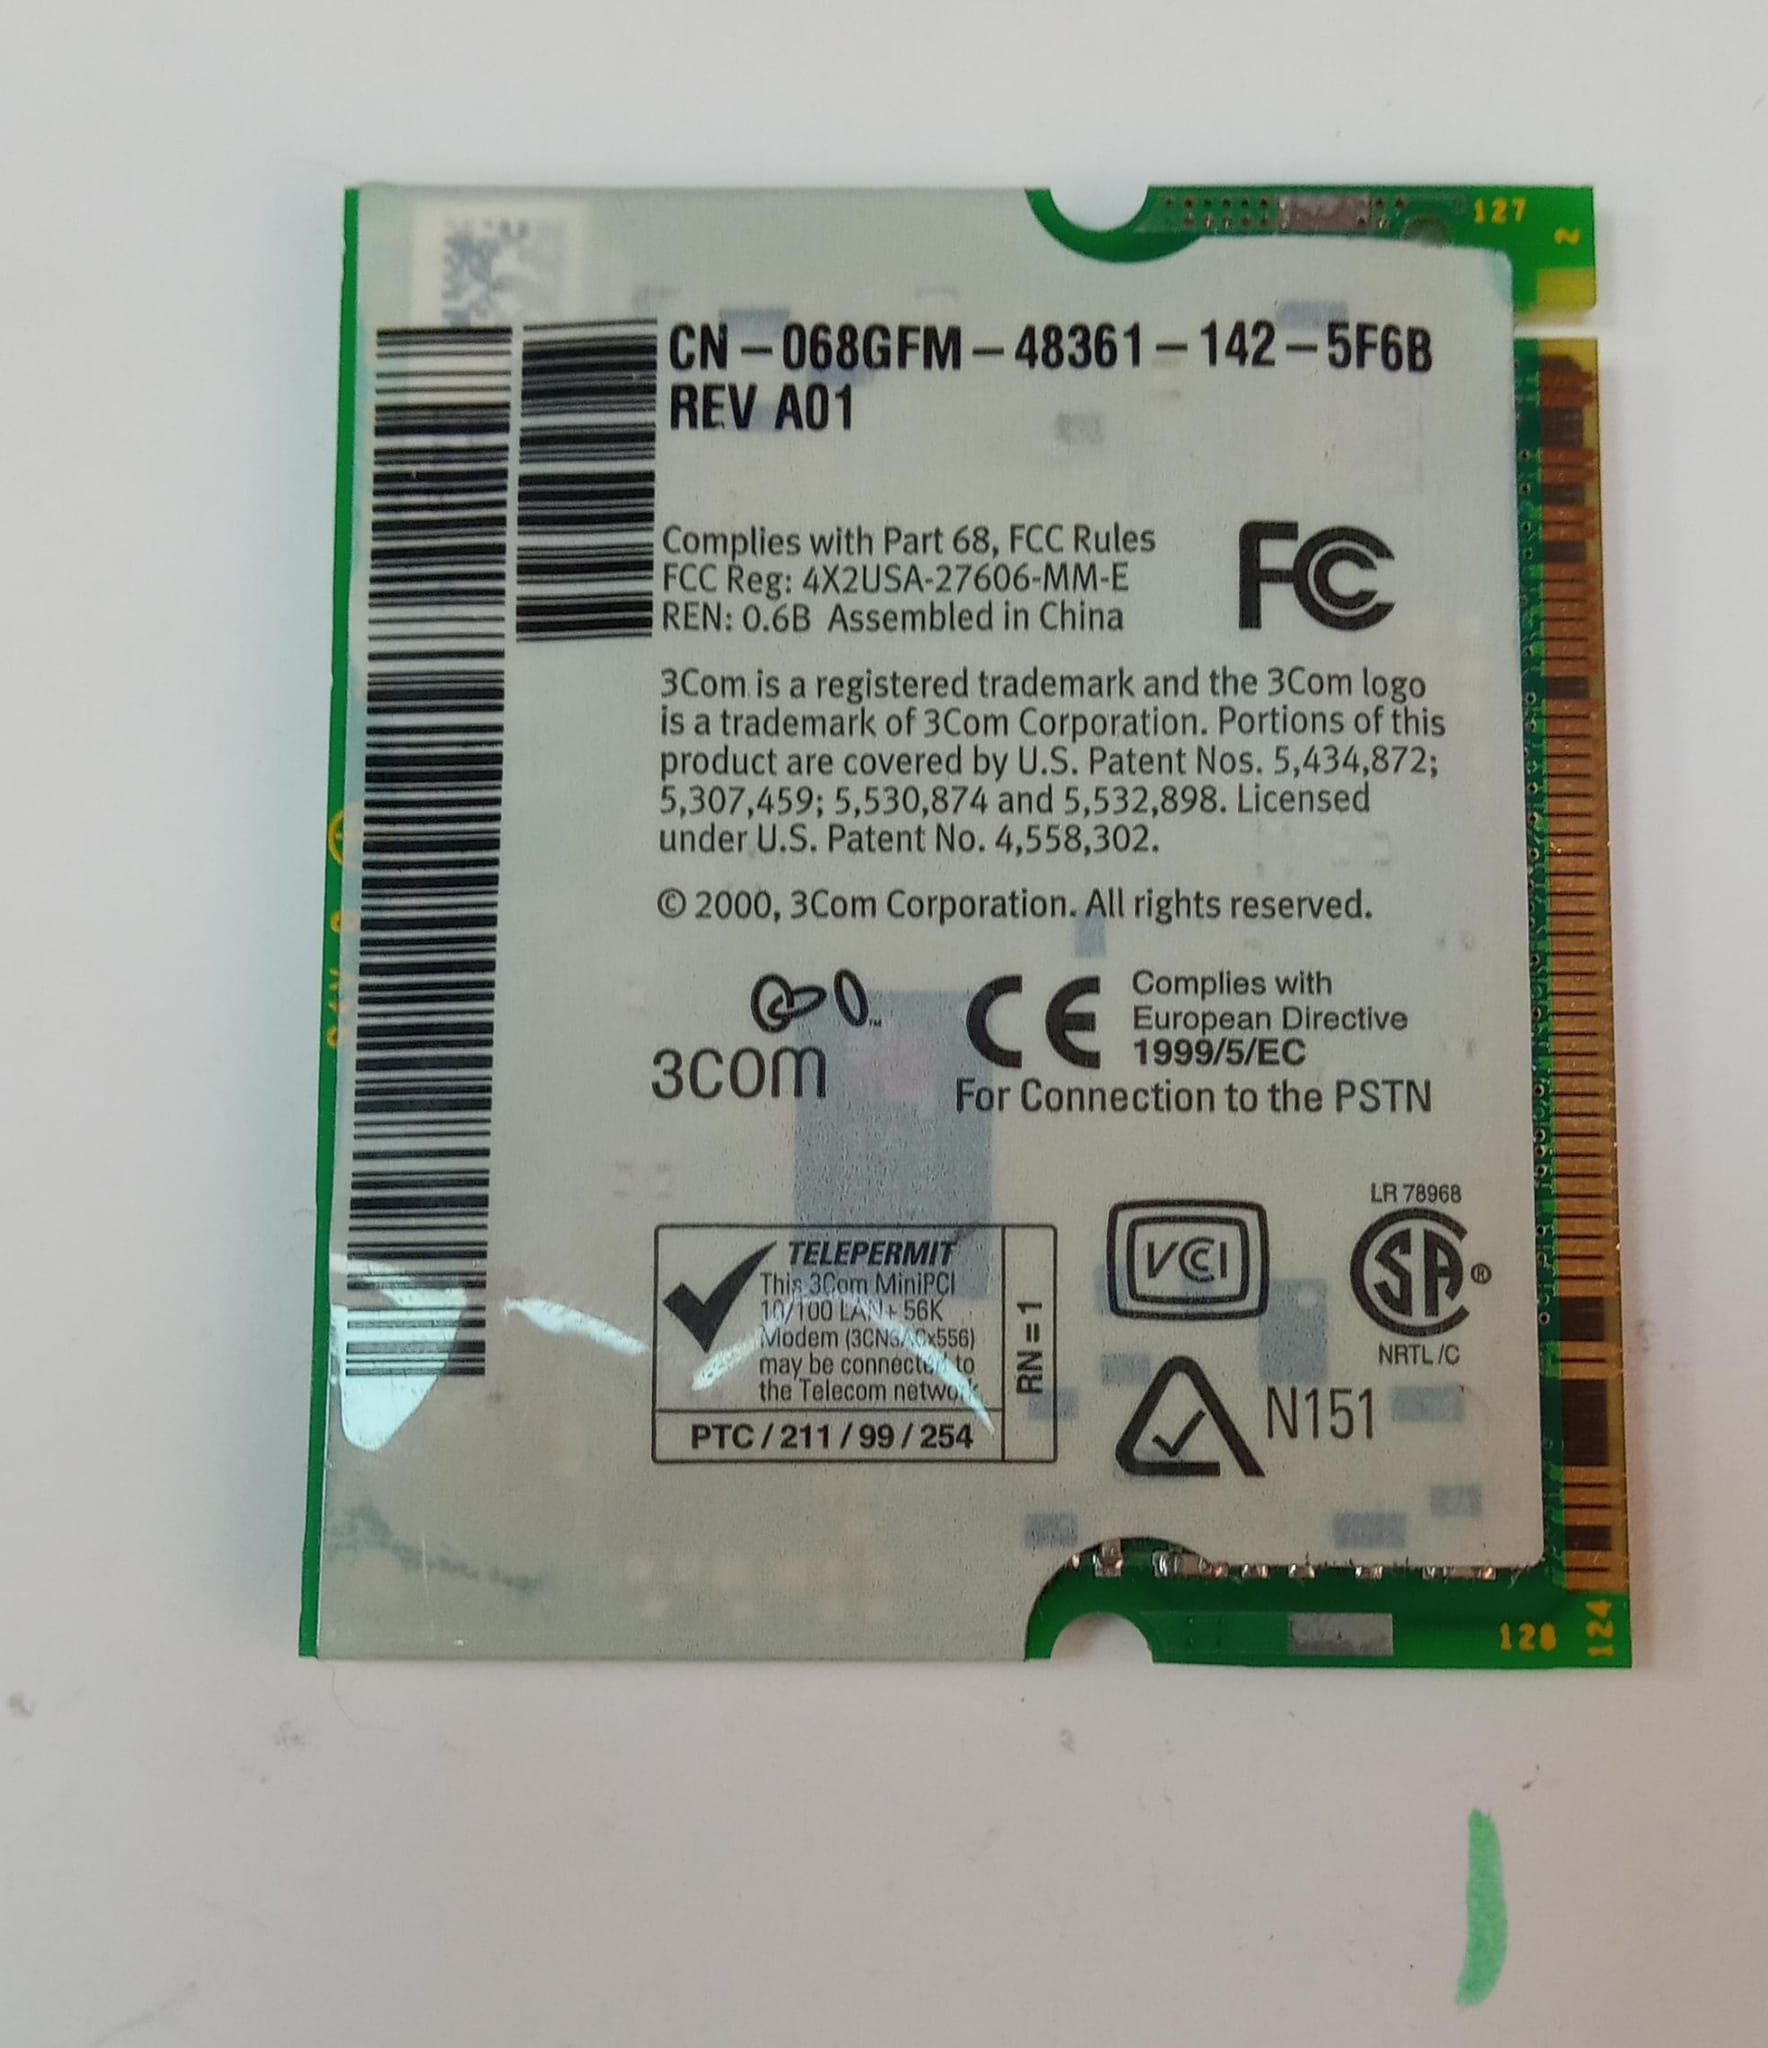 127
2
CN-068GFM-48361-142-5F6B
REV A01
Complies with Part 68, FCC Rules
FCC Reg: 4X2USA-27606-MM-E
REN: 0.6B Assembled in China
FC
3Com is a registered trademark and the 3Com logo
is a trademark of 3Com Corporation. Portions of this
product are covered by U.S. Patent Nos. 5,434,872;
5,307,459; 5,530,874 and 5,532,898. Licensed
under U.S. Patent No. 4,558,302.
© 2000, 3Com Corporation. All rights reserved.
™
3COM
CE
Complies with
European Directive
1999/5/EC
For Connection to the PSTN
TELEPERMIT
This 3Com MiniPCI
10/100 LAN+ 56K
Modem
may be connected to
the Telecom network
PTC/211/99/254
RN=1
VCCI
LR 78968
SA®
NRTL/C
N151
128
124